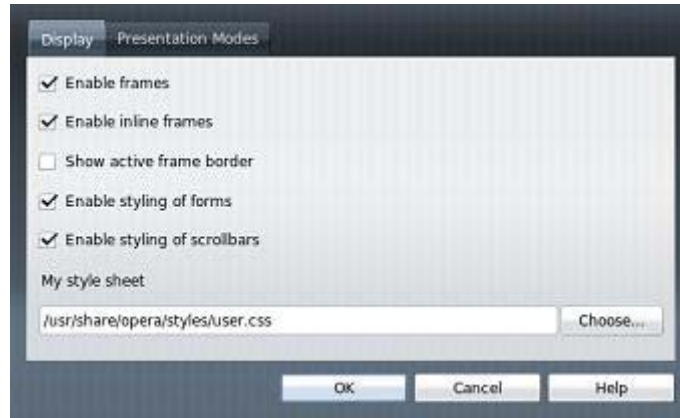 Display Presentation Modes
Enable frames
Enable inline frames
Show active frame border
Enable styling of forms
Enable styling of scrollbars
My style sheet
/usr/share/opera/styles/user.css Choose...
OK Cancel Help